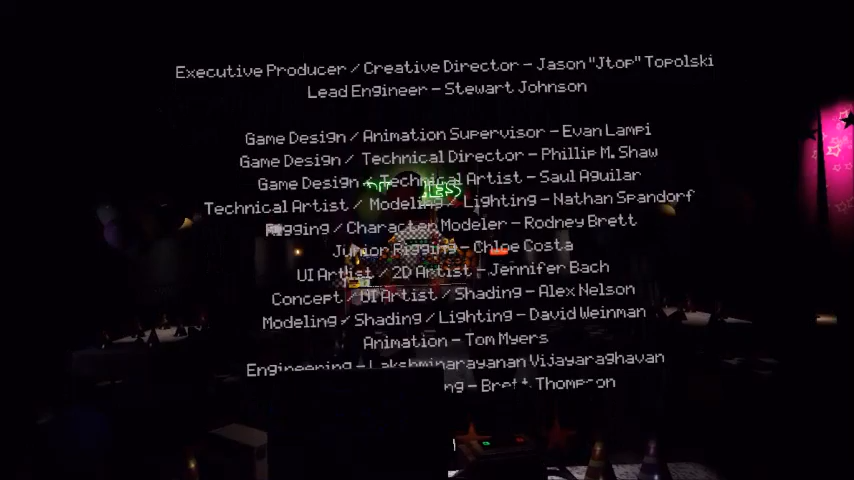 Executive Producer / Creative Director - Jason "Jtop" Topolski
Lead Engineer - Stewart Johnson
Game Design / Animation Supervisor - Evan Lampi
Game Design / Technical Director - Phillip M. Shaw
Game Design / Technical Artist - Saul Aguilar
Technical Artist / Modeling / Lighting - Nathan Spandorf
Rigging / Character Modeler - Rodney Brett
Junior Rigging - Chloe Costa
UI Artist / 2D Artist - Jennifer Bach
Concept / UI Artist / Shading - Alex Nelson
Modeling / Shading / Lighting - David Weinman
Animation - Tom Myers
Engineering - Lakshminarayanan Vijayaraghavan
ng - Brett Thompson